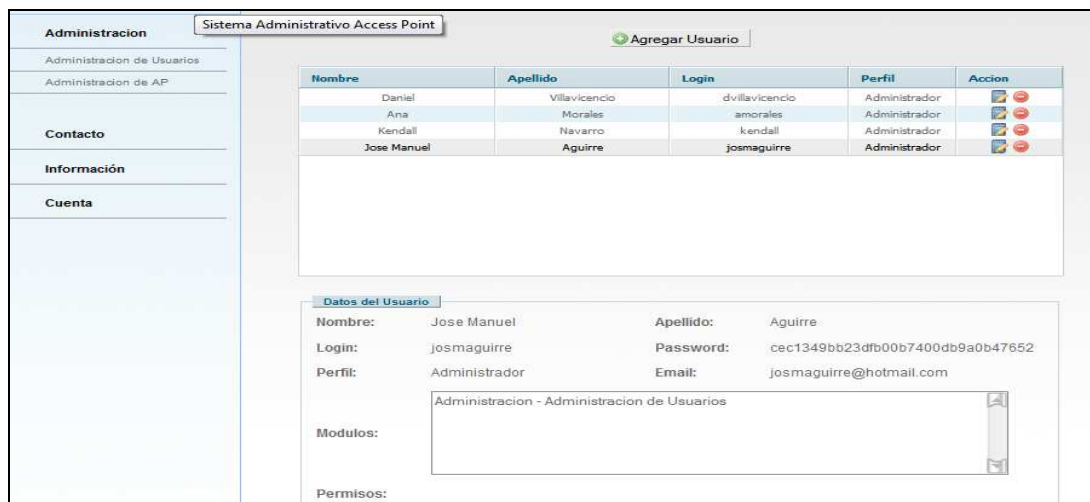 Administracion
Sistema Administrativo Access Point
Administracion de Usuarios
Administracion de AP
Contacto
Información
Cuenta
Agregar Usuario
Nombre Apellido Login Perfil Accion
Daniel Villavicencio dvillavicencio Administrador
Ana Morales amorales Administrador
Kendall Navarro kendall Administrador
Jose Manuel Aguirre josmaguirre Administrador
Datos del Usuario
Nombre: Jose Manuel Apellido: Aguirre
Login: josmaguirre Password: cec1349bb23dfb00b7400db9a0b47652
Perfil: Administrador Email: josmaguirre@hotmail.com
Modulos: Administracion - Administracion de Usuarios
Permisos: